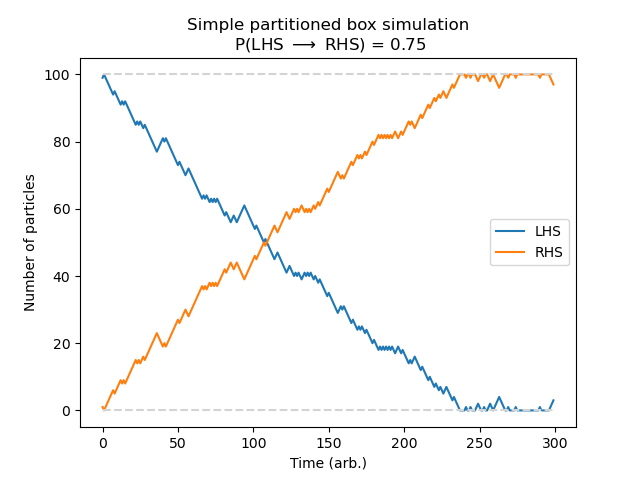 Simple partitioned box simulation
P(LHS ⟶ RHS) = 0.75
Number of particles
100
80
60
40
20
0
LHS
RHS
0 50 100 150 200 250 300
Time (arb.)